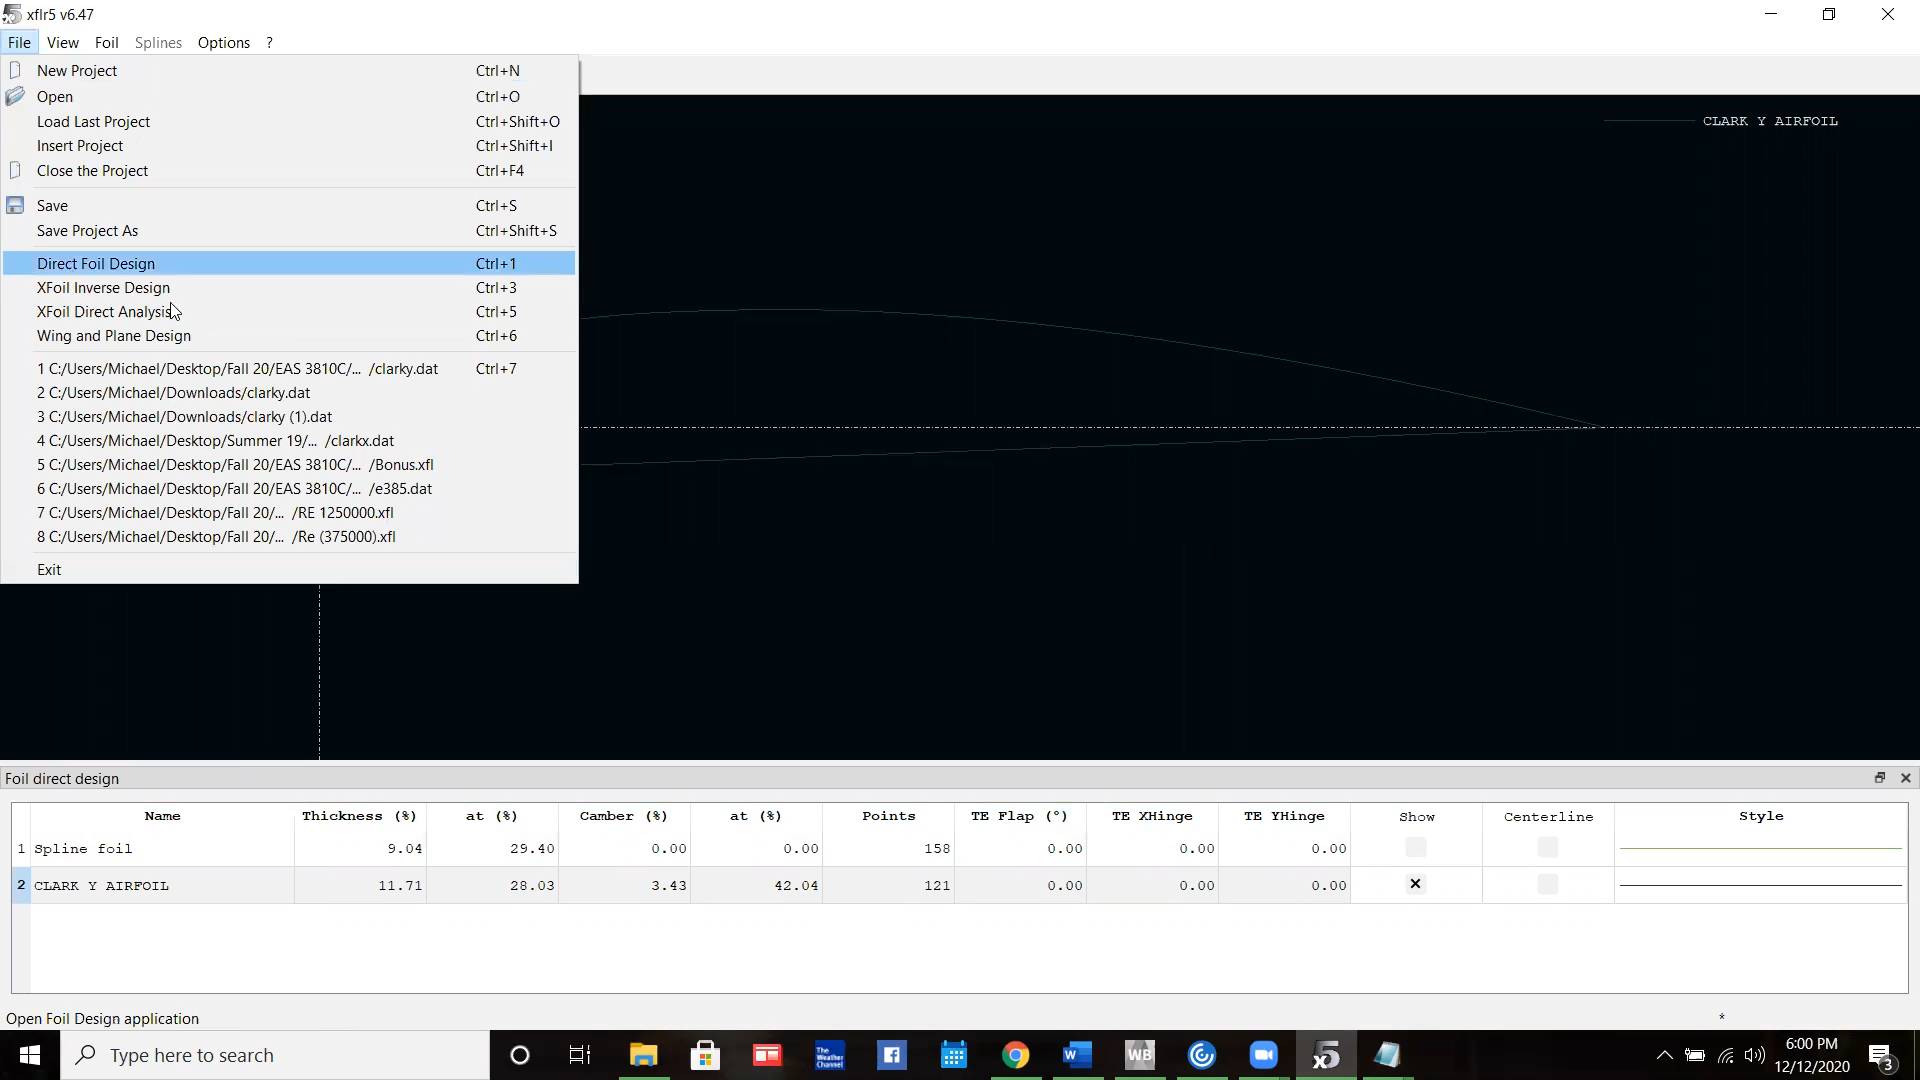 xflr5 v6.47
File View Foil Splines Options ?
New Project Ctrl+N
Open Ctrl+O
Load Last Project Ctrl+Shift+O
Insert Project Ctrl+Shift+I
Close the Project Ctrl+F4
Save Ctrl+S
Save Project As Ctrl+Shift+S
Direct Foil Design Ctrl+1
XFoil Inverse Design Ctrl+3
XFoil Direct Analysis Ctrl+5
Wing and Plane Design Ctrl+6
1 C:/Users/Michael/Desktop/Fall 20/EAS 3810C/... /clarky.dat Ctrl+7
2 C:/Users/Michael/Downloads/clarky.dat
3 C:/Users/Michael/Downloads/clarky (1).dat
4 C:/Users/Michael/Desktop/Summer 19/... /clarkx.dat
5 C:/Users/Michael/Desktop/Fall 20/EAS 3810C/... /Bonus.xfl
6 C:/Users/Michael/Desktop/Fall 20/EAS 3810C/... /e385.dat
7 C:/Users/Michael/Desktop/Fall 20/... /RE 1250000.xfl
8 C:/Users/Michael/Desktop/Fall 20/... /Re (375000).xfl
Exit
CLARK Y AIRFOIL
Foil direct design
Name Thickness (%) at (%) Camber (%) at (%) Points TE Flap (°) TE XHinge TE YHinge Show Centerline Style
1 Spline foil 9.04 29.40 0.00 0.00 158 0.00 0.00 0.00
2 CLARK Y AIRFOIL 11.71 28.03 3.43 42.04 121 0.00 0.00 0.00
Open Foil Design application *
Type here to search
The Weather Channel
WB
x5
6:00 PM
12/12/2020
3